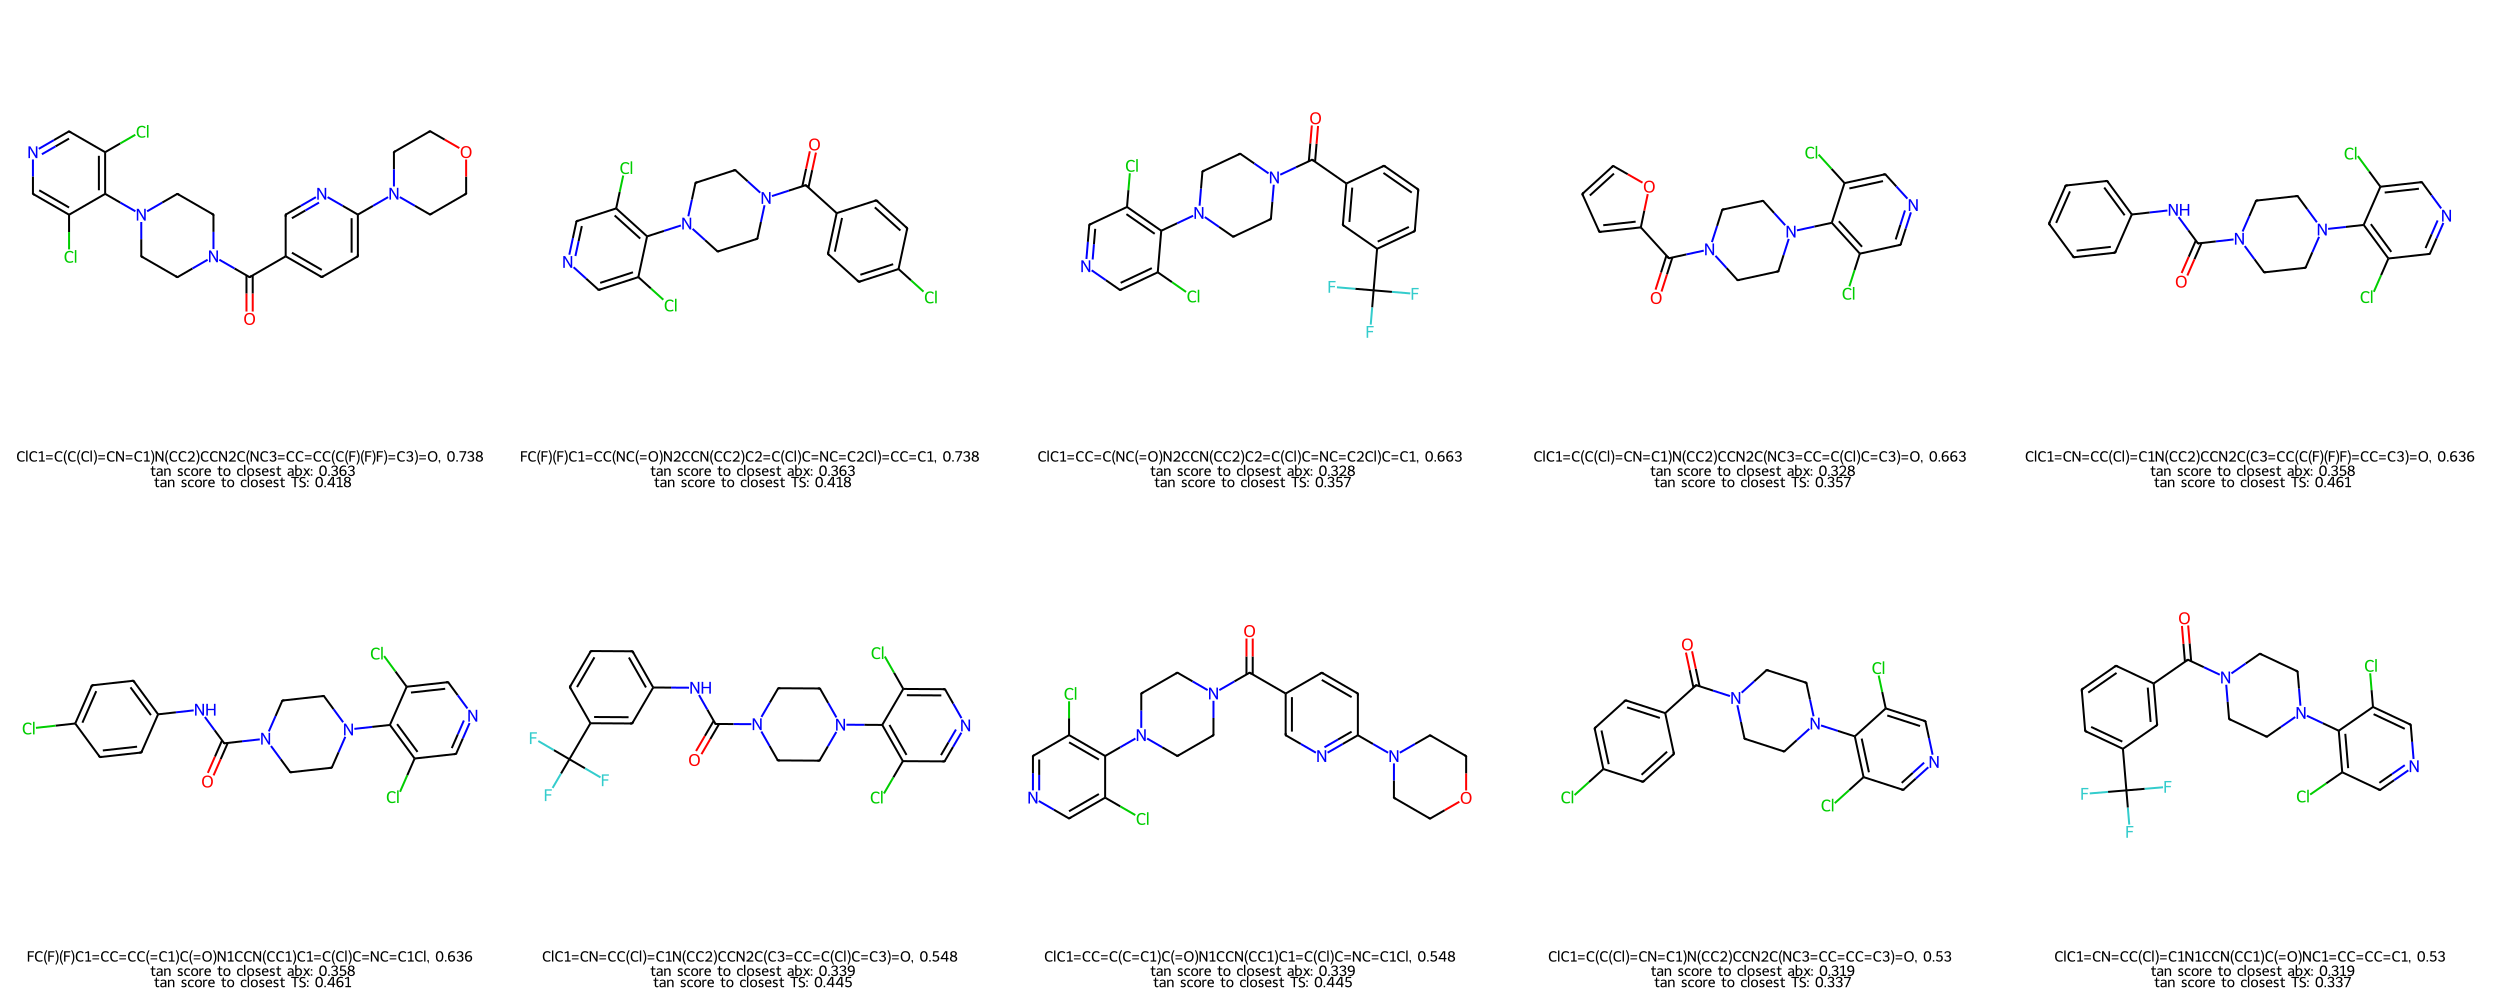 ClC1=C(C(Cl)=CN=C1)N(CC2)CCN2C(NC3=CC=CC(C(F)(F)F)=C3)=O, 0.738
tan score to closest abx: 0.363
tan score to closest TS: 0.418
FC(F)(F)C1=CC(NC(=O)N2CCN(CC2)C2=C(Cl)C=NC=C2Cl)=CC=C1, 0.738
tan score to closest abx: 0.363
tan score to closest TS: 0.418
ClC1=CC=C(NC(=O)N2CCN(CC2)C2=C(Cl)C=NC=C2Cl)C=C1, 0.663
tan score to closest abx: 0.328
tan score to closest TS: 0.357
ClC1=C(C(Cl)=CN=C1)N(CC2)CCN2C(NC3=CC=C(Cl)C=C3)=O, 0.663
tan score to closest abx: 0.328
tan score to closest TS: 0.357
ClC1=CN=CC(Cl)=C1N(CC2)CCN2C(C3=CC(C(F)(F)F)=CC=C3)=O, 0.636
tan score to closest abx: 0.358
tan score to closest TS: 0.461
FC(F)(F)C1=CC=CC(=C1)C(=O)N1CCN(CC1)C1=C(Cl)C=NC=C1Cl, 0.636
tan score to closest abx: 0.358
tan score to closest TS: 0.461
ClC1=CN=CC(Cl)=C1N(CC2)CCN2C(C3=CC=C(Cl)C=C3)=O, 0.548
tan score to closest abx: 0.339
tan score to closest TS: 0.445
ClC1=CC=C(C=C1)C(=O)N1CCN(CC1)C1=C(Cl)C=NC=C1Cl, 0.548
tan score to closest abx: 0.339
tan score to closest TS: 0.445
ClC1=C(C(Cl)=CN=C1)N(CC2)CCN2C(NC3=CC=CC=C3)=O, 0.53
tan score to closest abx: 0.319
tan score to closest TS: 0.337
ClC1=CN=CC(Cl)=C1N1CCN(CC1)C(=O)NC1=CC=CC=C1, 0.53
tan score to closest abx: 0.319
tan score to closest TS: 0.337